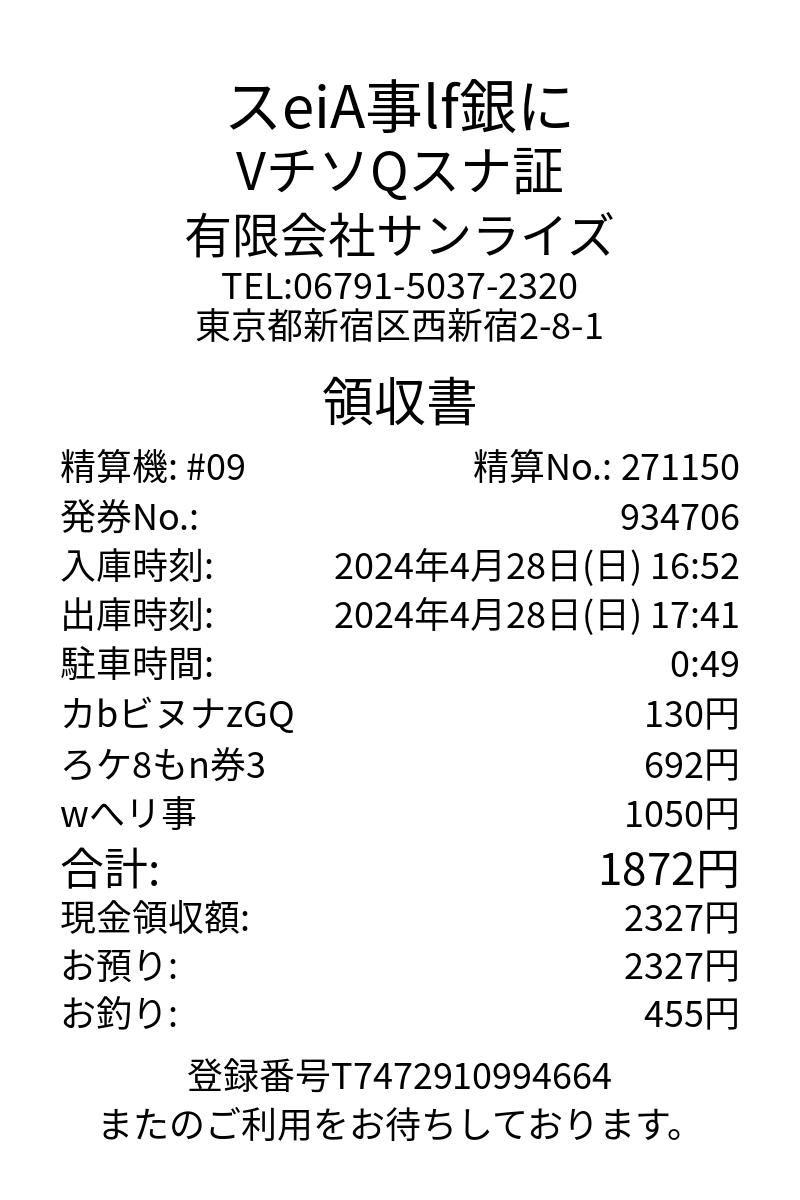 スeiA事lf銀に
VチソQスナ証
有限会社サンライズ
TEL:06791-5037-2320
東京都新宿区西新宿2-8-1
領収書
精算機: #09 精算No.: 271150
発券No.: 934706
入庫時刻: 2024年4月28日(日) 16:52
出庫時刻: 2024年4月28日(日) 17:41
駐車時間: 0:49
カbビヌナzGQ 130円
ろケ8もn券3 692円
wヘリ事 1050円
合計: 1872円
現金領収額: 2327円
お預り: 2327円
お釣り: 455円
登録番号T7472910994664
またのご利用をお待ちしております。